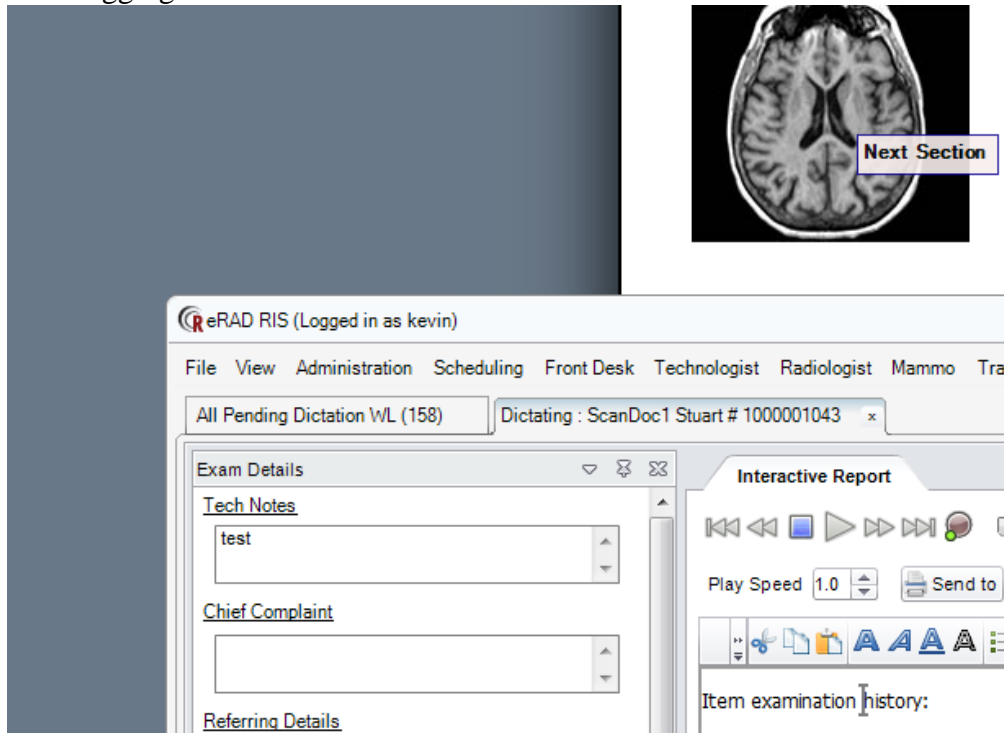 Next Section
eRAD RIS (Logged in as kevin)
File View Administration Scheduling Front Desk Technologist Radiologist Mammo Tra
All Pending Dictation WL (158) Dictating : ScanDoc1 Stuart # 1000001043 x
Exam Details
Interactive Report
Tech Notes
test
Play Speed 1.0 Send to
Chief Complaint
Item examination history:
Referring Details